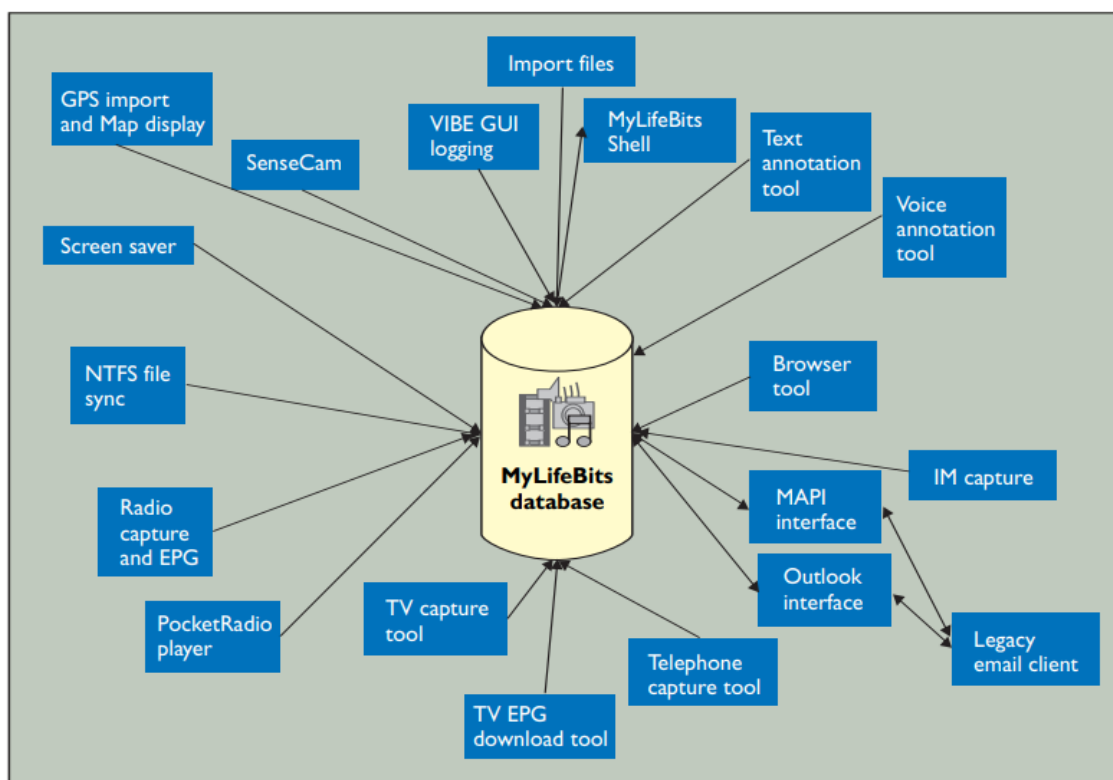 Import files
GPS import
and Map display
VIBE GUI
logging
MyLifeBits
Shell
Text
annotation
tool
SenseCam
Voice
annotation
tool
Screen saver
NTFS file
sync
Browser
tool
MyLifeBits
database
IM capture
MAPI
interface
Radio
capture
and EPG
Outlook
interface
TV capture
tool
PocketRadio
player
Telephone
capture tool
Legacy
email client
TV EPG
download tool